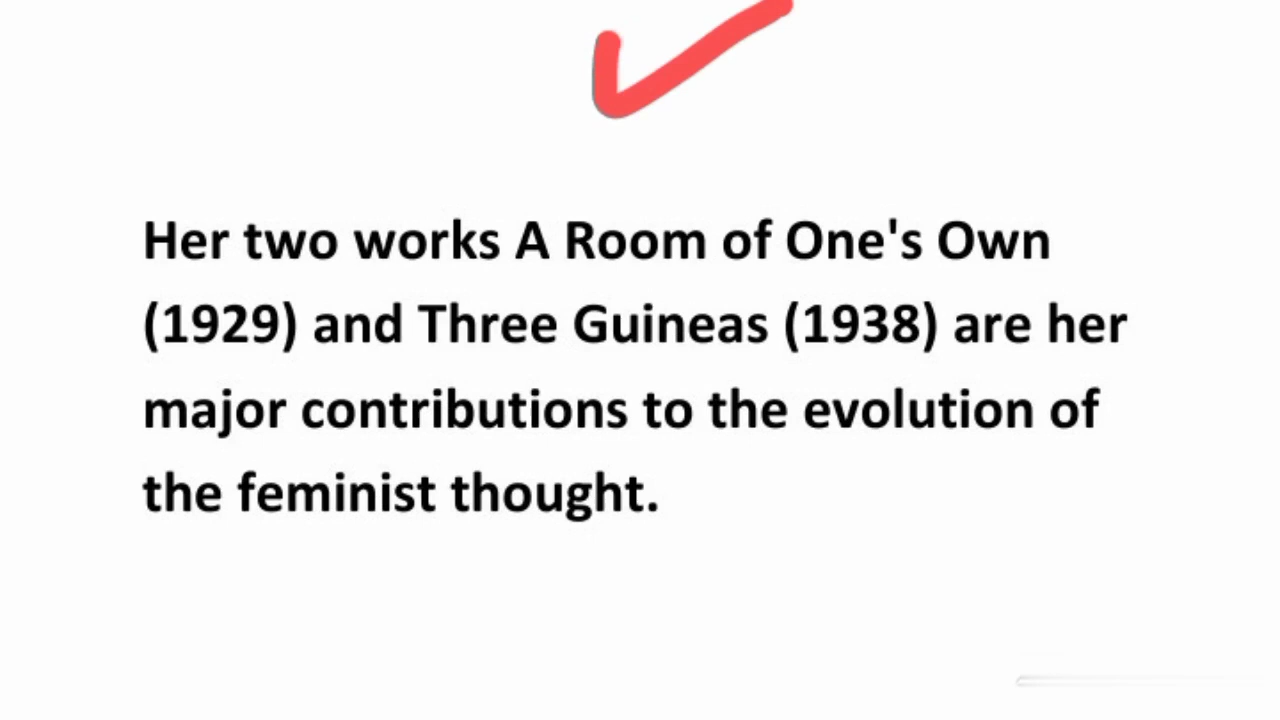 Her two works A Room of One's Own
(1929) and Three Guineas (1938) are her
major contributions to the evolution of
the feminist thought.